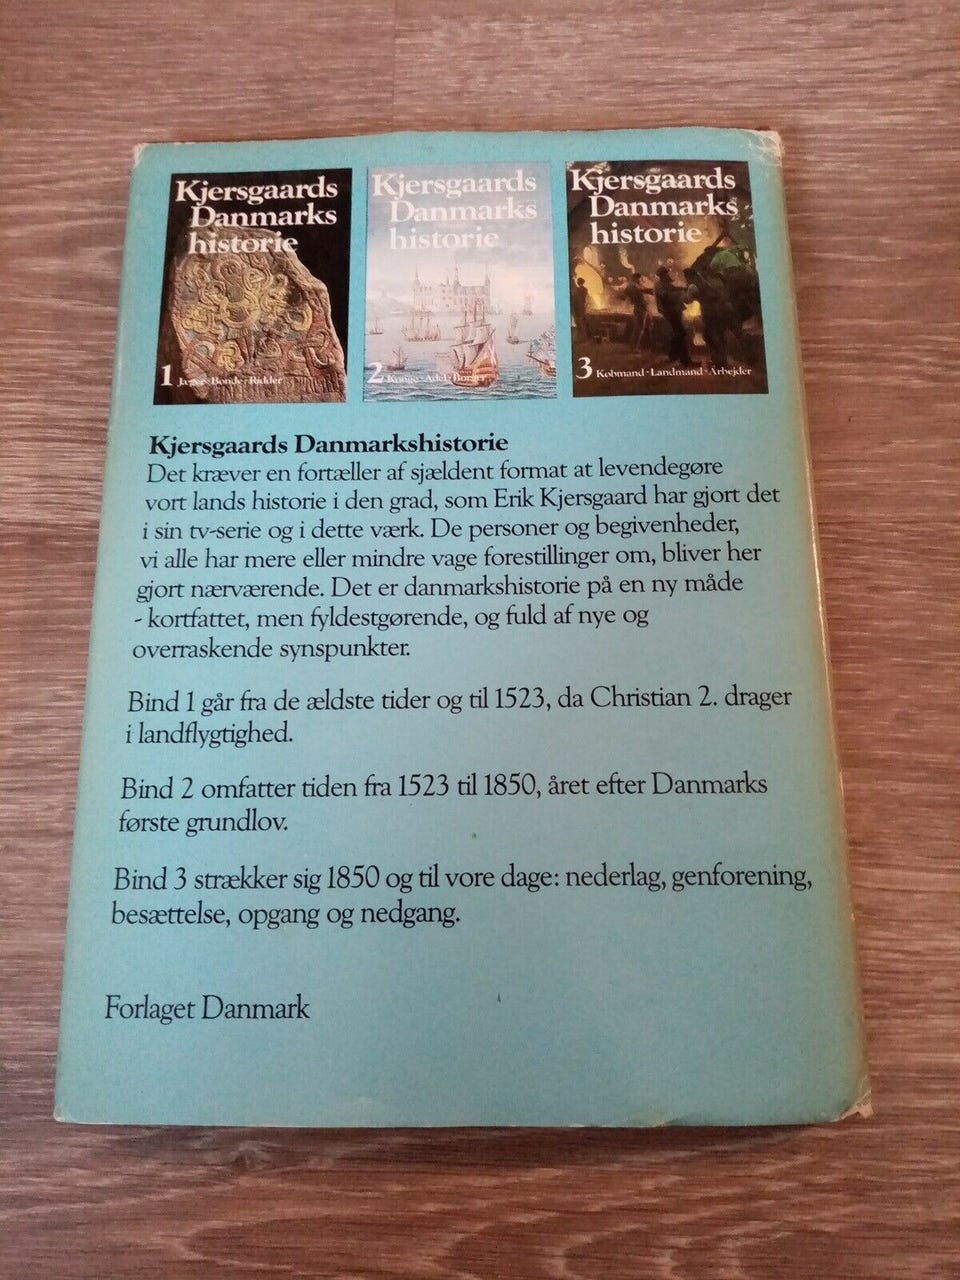 Kjersgaards
Danmarks
historie
1 Jæger · Bonde · Ridder
Kjersgaards
Danmarks
historie
2 Konge · Adel · Borger
Kjersgaards
Danmarks
historie
3 Købmand · Landmand · Arbejder
Kjersgaards Danmarkshistorie
Det kræver en fortæller af sjældent format at levendegøre
vort lands historie i den grad, som Erik Kjersgaard har gjort det
i sin tv-serie og i dette værk. De personer og begivenheder,
vi alle har mere eller mindre vage forestillinger om, bliver her
gjort nærværende. Det er danmarkshistorie på en ny måde
- kortfattet, men fyldestgørende, og fuld af nye og
overraskende synspunkter.
Bind 1 går fra de ældste tider og til 1523, da Christian 2. drager
i landflygtighed.
Bind 2 omfatter tiden fra 1523 til 1850, året efter Danmarks
første grundlov.
Bind 3 strækker sig 1850 og til vore dage: nederlag, genforening,
besættelse, opgang og nedgang.
Forlaget Danmark